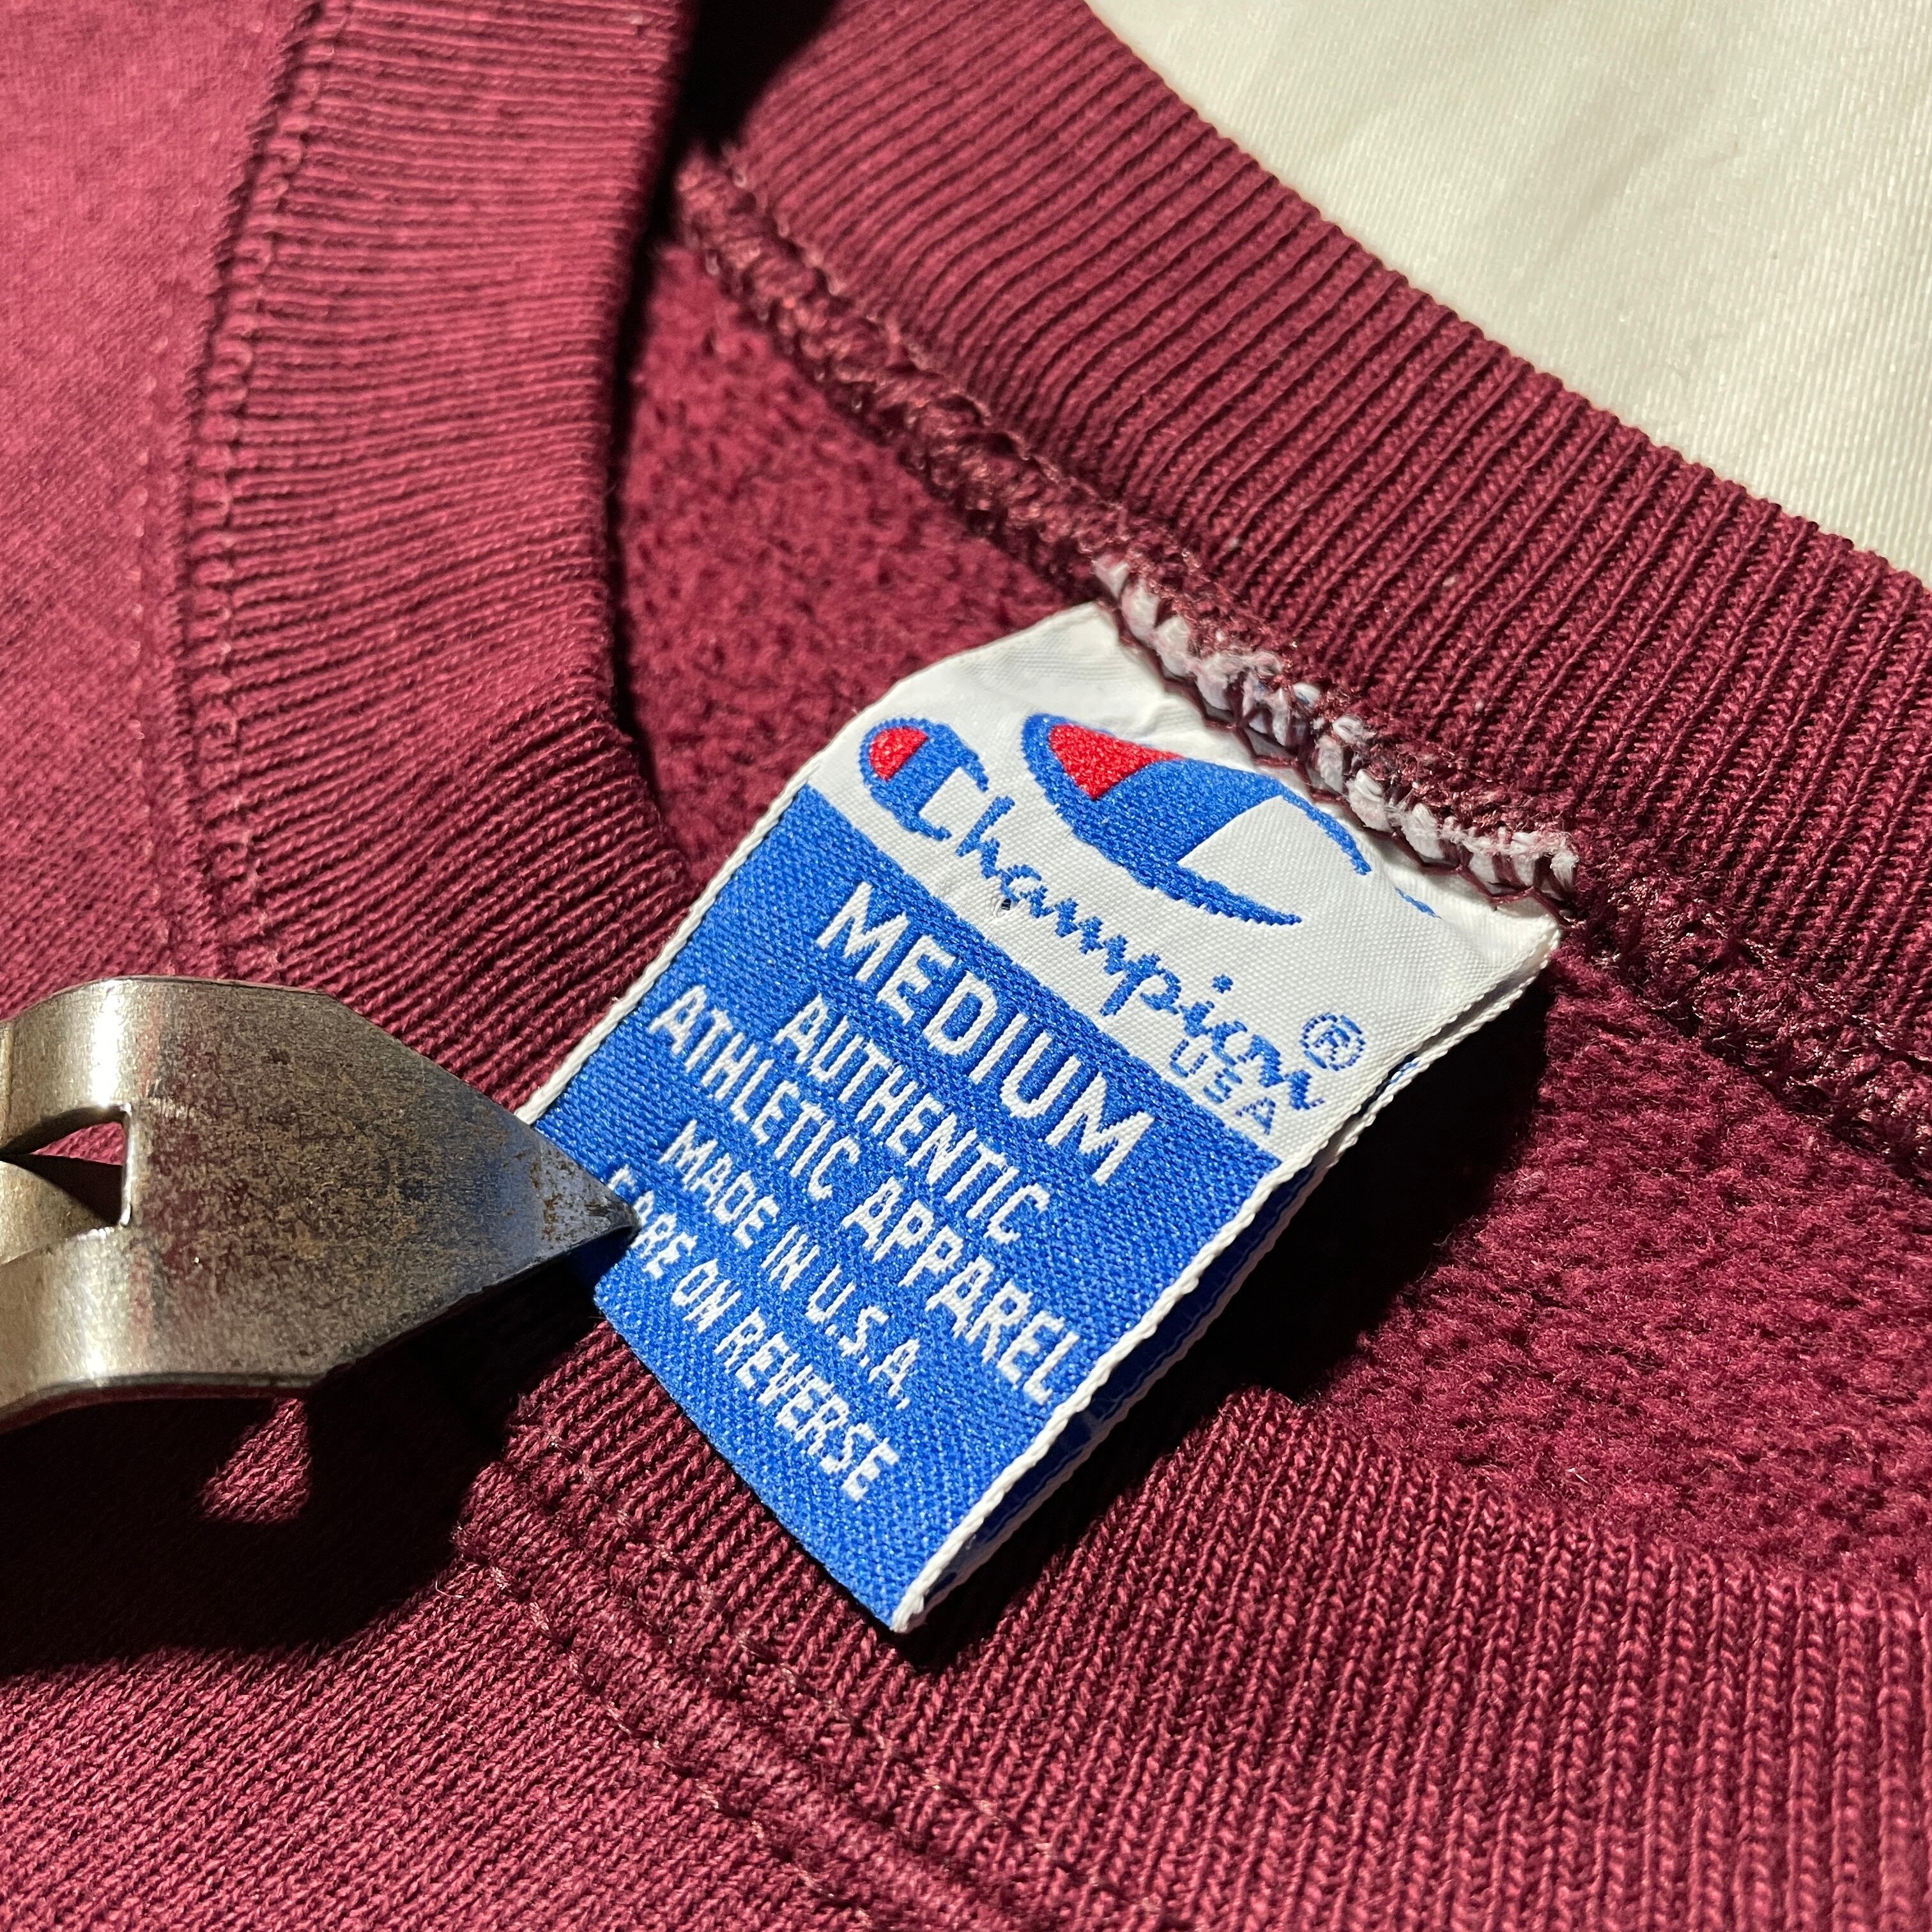 Champion®
USA
MEDIUM
AUTHENTIC
ATHLETIC APPAREL
MADE IN U.S.A.
CARE ON REVERSE